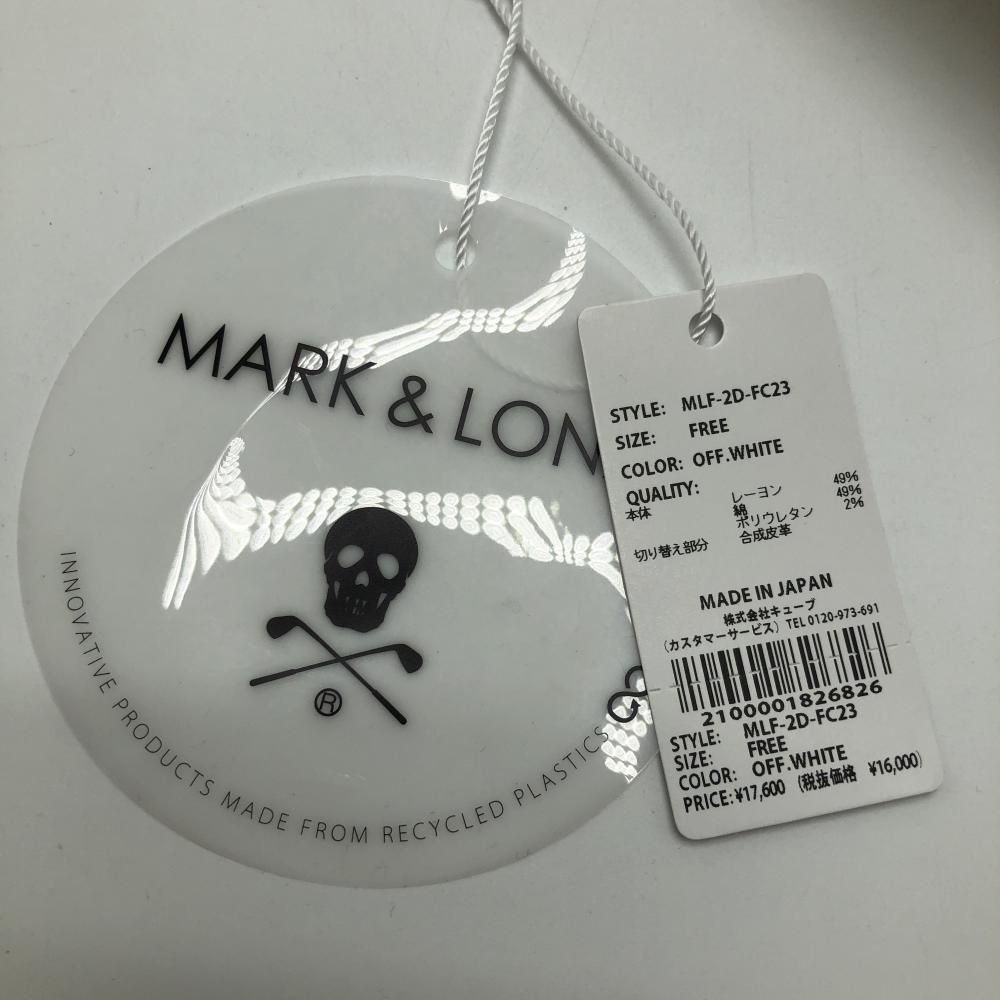 MARK & LON
®
INNOVATIVE PRODUCTS MADE FROM RECYCLED PLASTICS
STYLE: MLF-2D-FC23
SIZE: FREE
COLOR: OFF.WHITE
QUALITY:
本体 レーヨン 49%
綿 49%
ポリウレタン 2%
切り替え部分 合成皮革
MADE IN JAPAN
株式会社キューブ
(カスタマーサービス) TEL 0120-973-691
2100001826826
STYLE: MLF-2D-FC23
SIZE: FREE
COLOR: OFF.WHITE
PRICE:¥17,600 (税抜価格 ¥16,000)